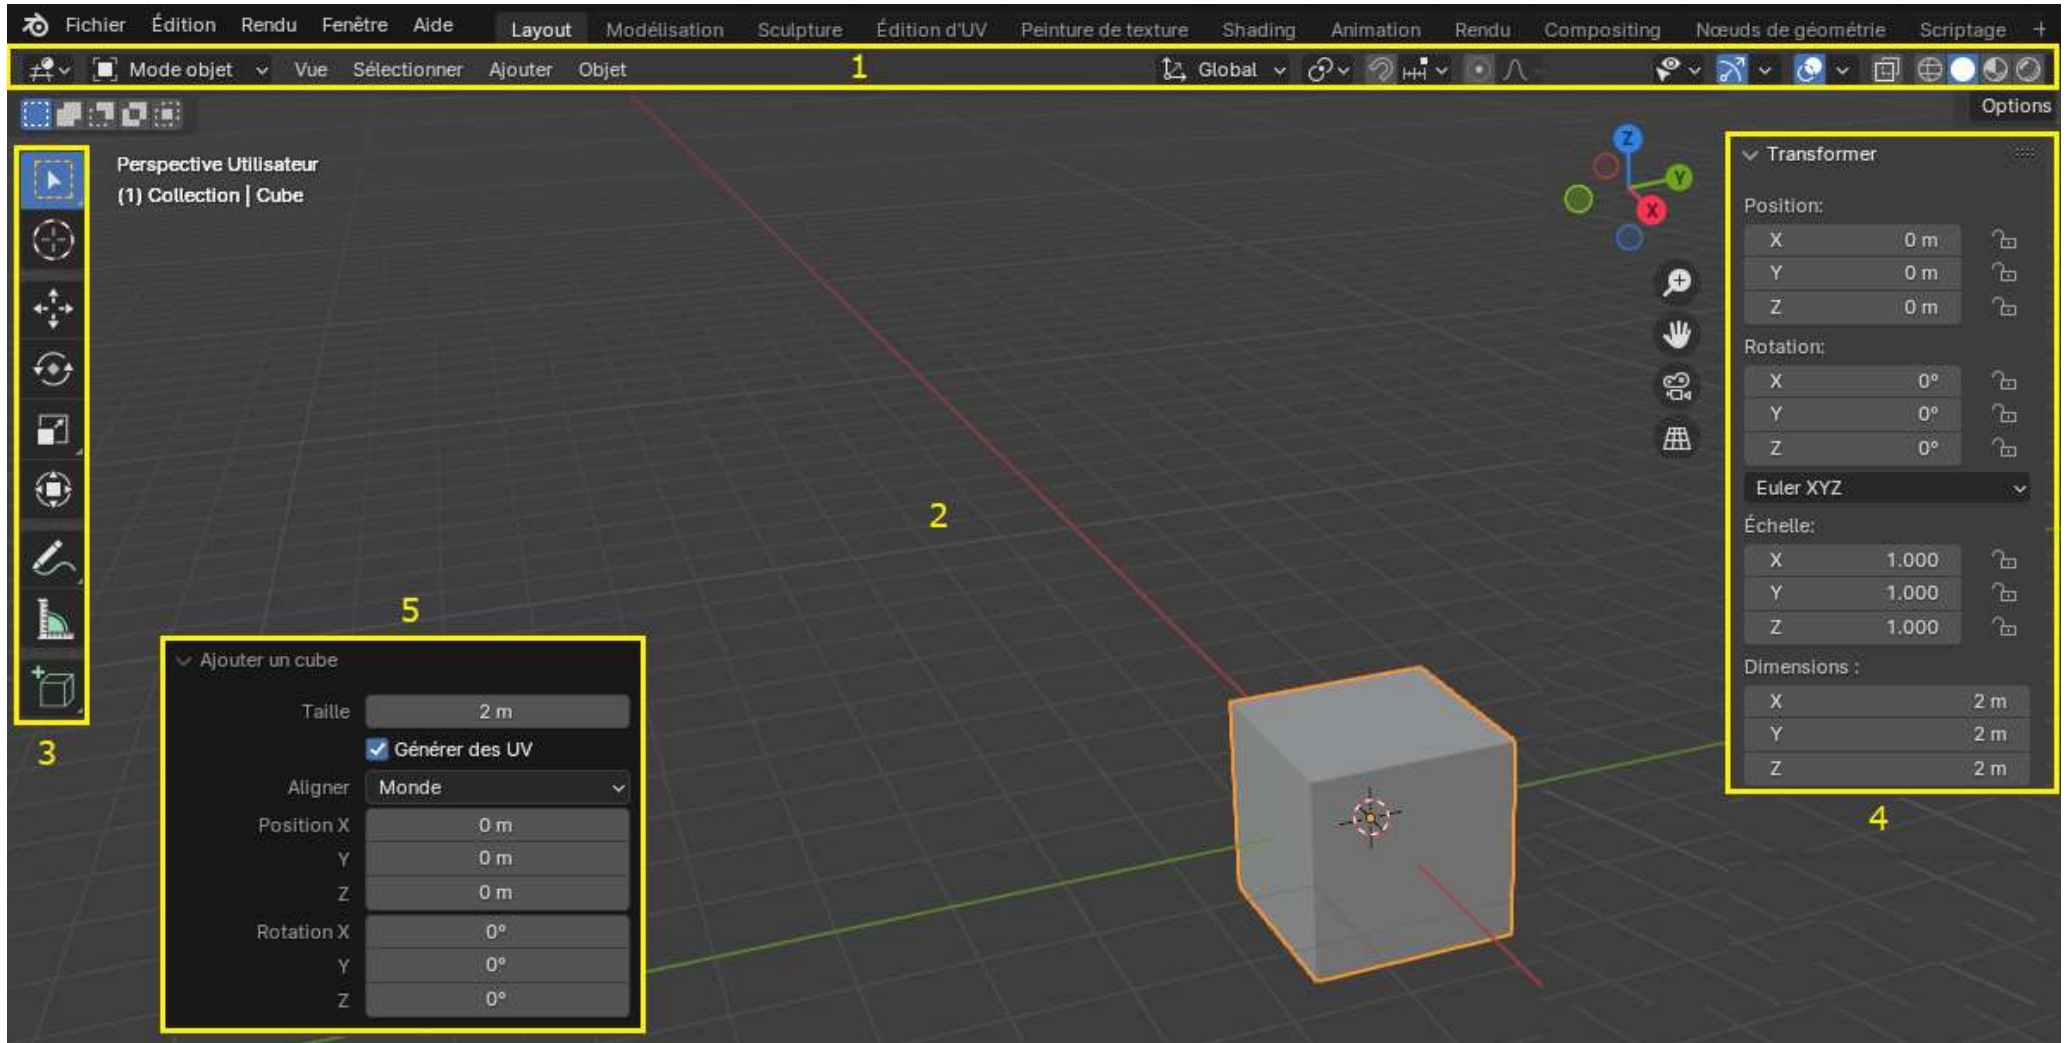 Fichier Édition Rendu Fenêtre Aide Layout Modélisation Sculpture Édition d'UV Peinture de texture Shading Animation Rendu Compositing Nœuds de géométrie Scriptage +
Mode objet Vue Sélectionner Ajouter Objet 1 Global
Options
Perspective Utilisateur
(1) Collection | Cube
Z
Y
X
Transformer
Position:
X 0 m
Y 0 m
Z 0 m
Rotation:
X 0°
Y 0°
Z 0°
Euler XYZ
Échelle:
X 1.000
Y 1.000
Z 1.000
Dimensions :
X 2 m
Y 2 m
Z 2 m
4
2
3
5
Ajouter un cube
Taille 2 m
Générer des UV
Aligner Monde
Position X 0 m
Y 0 m
Z 0 m
Rotation X 0°
Y 0°
Z 0°